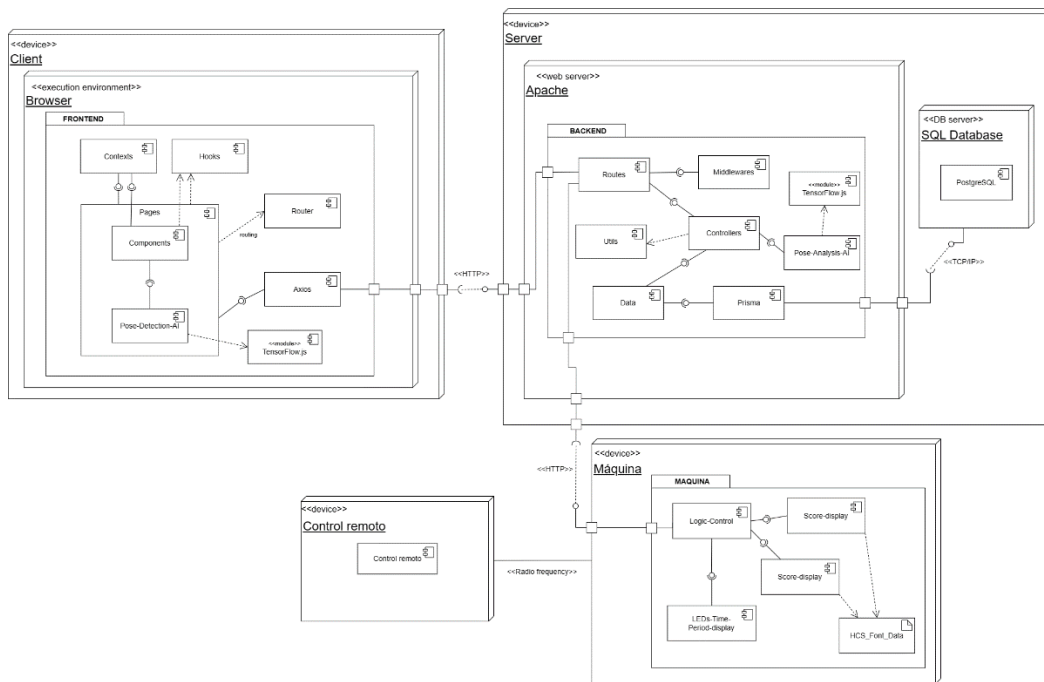 <<device>>
Client
<<execution environment>>
Browser
FRONTEND
Contexts
Hooks
Pages
Components
Router
routing
Axios
Pose-Detection-AI
<<module>>
TensorFlow.js
<<HTTP>>
<<device>>
Server
<<web server>>
Apache
BACKEND
Routes
Middlewares
<<module>>
TensorFlow.js
Utils
Controllers
Pose-Analysis-AI
Data
Prisma
<<DB server>>
SQL Database
PostgreSQL
<<TCP/IP>>
<<HTTP>>
<<device>>
Máquina
MAQUINA
Logic-Control
Score-display
Score-display
LEDs-Time-
Period-display
HCS_Font_Data
<<device>>
Control remoto
Control remoto
<<Radio frequency>>